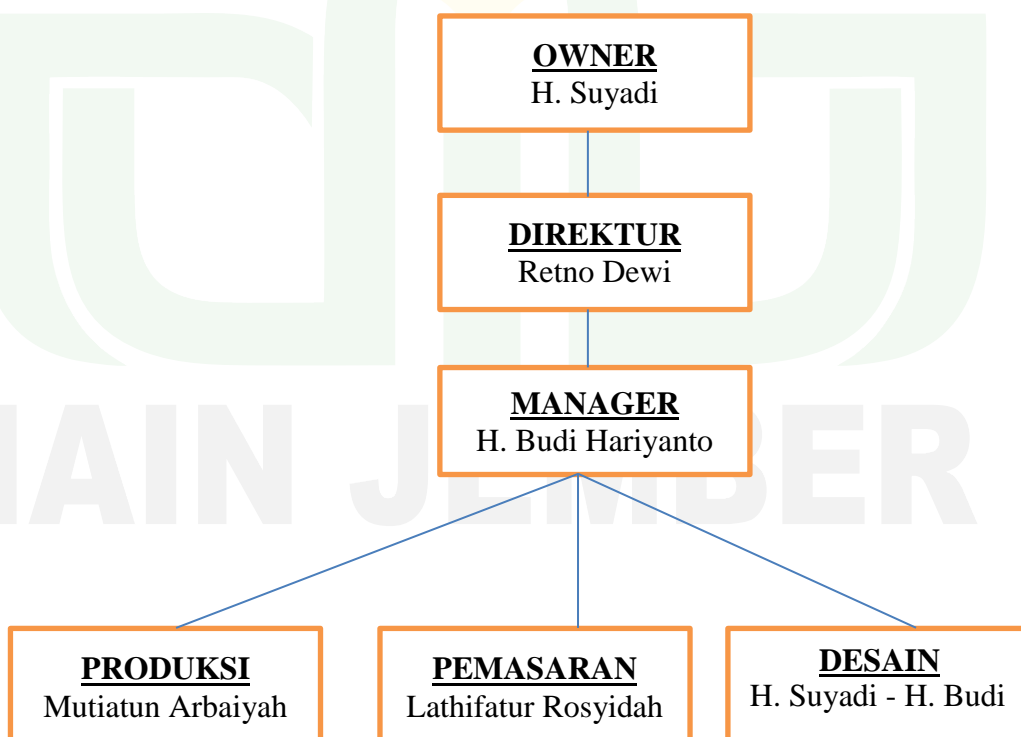 OWNER
H. Suyadi
DIREKTUR
Retno Dewi
MANAGER
H. Budi Hariyanto
IAIN JEMBER
PRODUKSI
Mutiatun Arbaiyah
PEMASARAN
Lathifatur Rosyidah
DESAIN
H. Suyadi - H. Budi